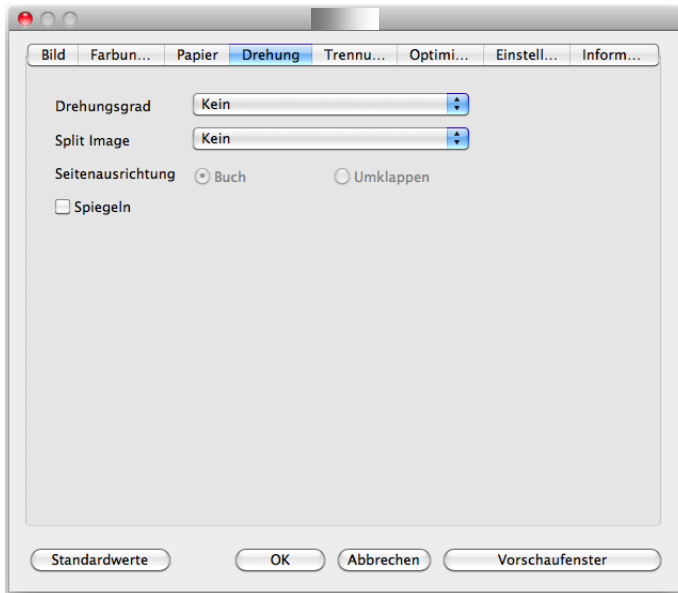 Bild Farbun... Papier Drehung Trennu... Optimi... Einstell... Inform...
Drehungsgrad Kein
Split Image Kein
Seitenausrichtung Buch Umklappen
Spiegeln
Standardwerte OK Abbrechen Vorschaufenster